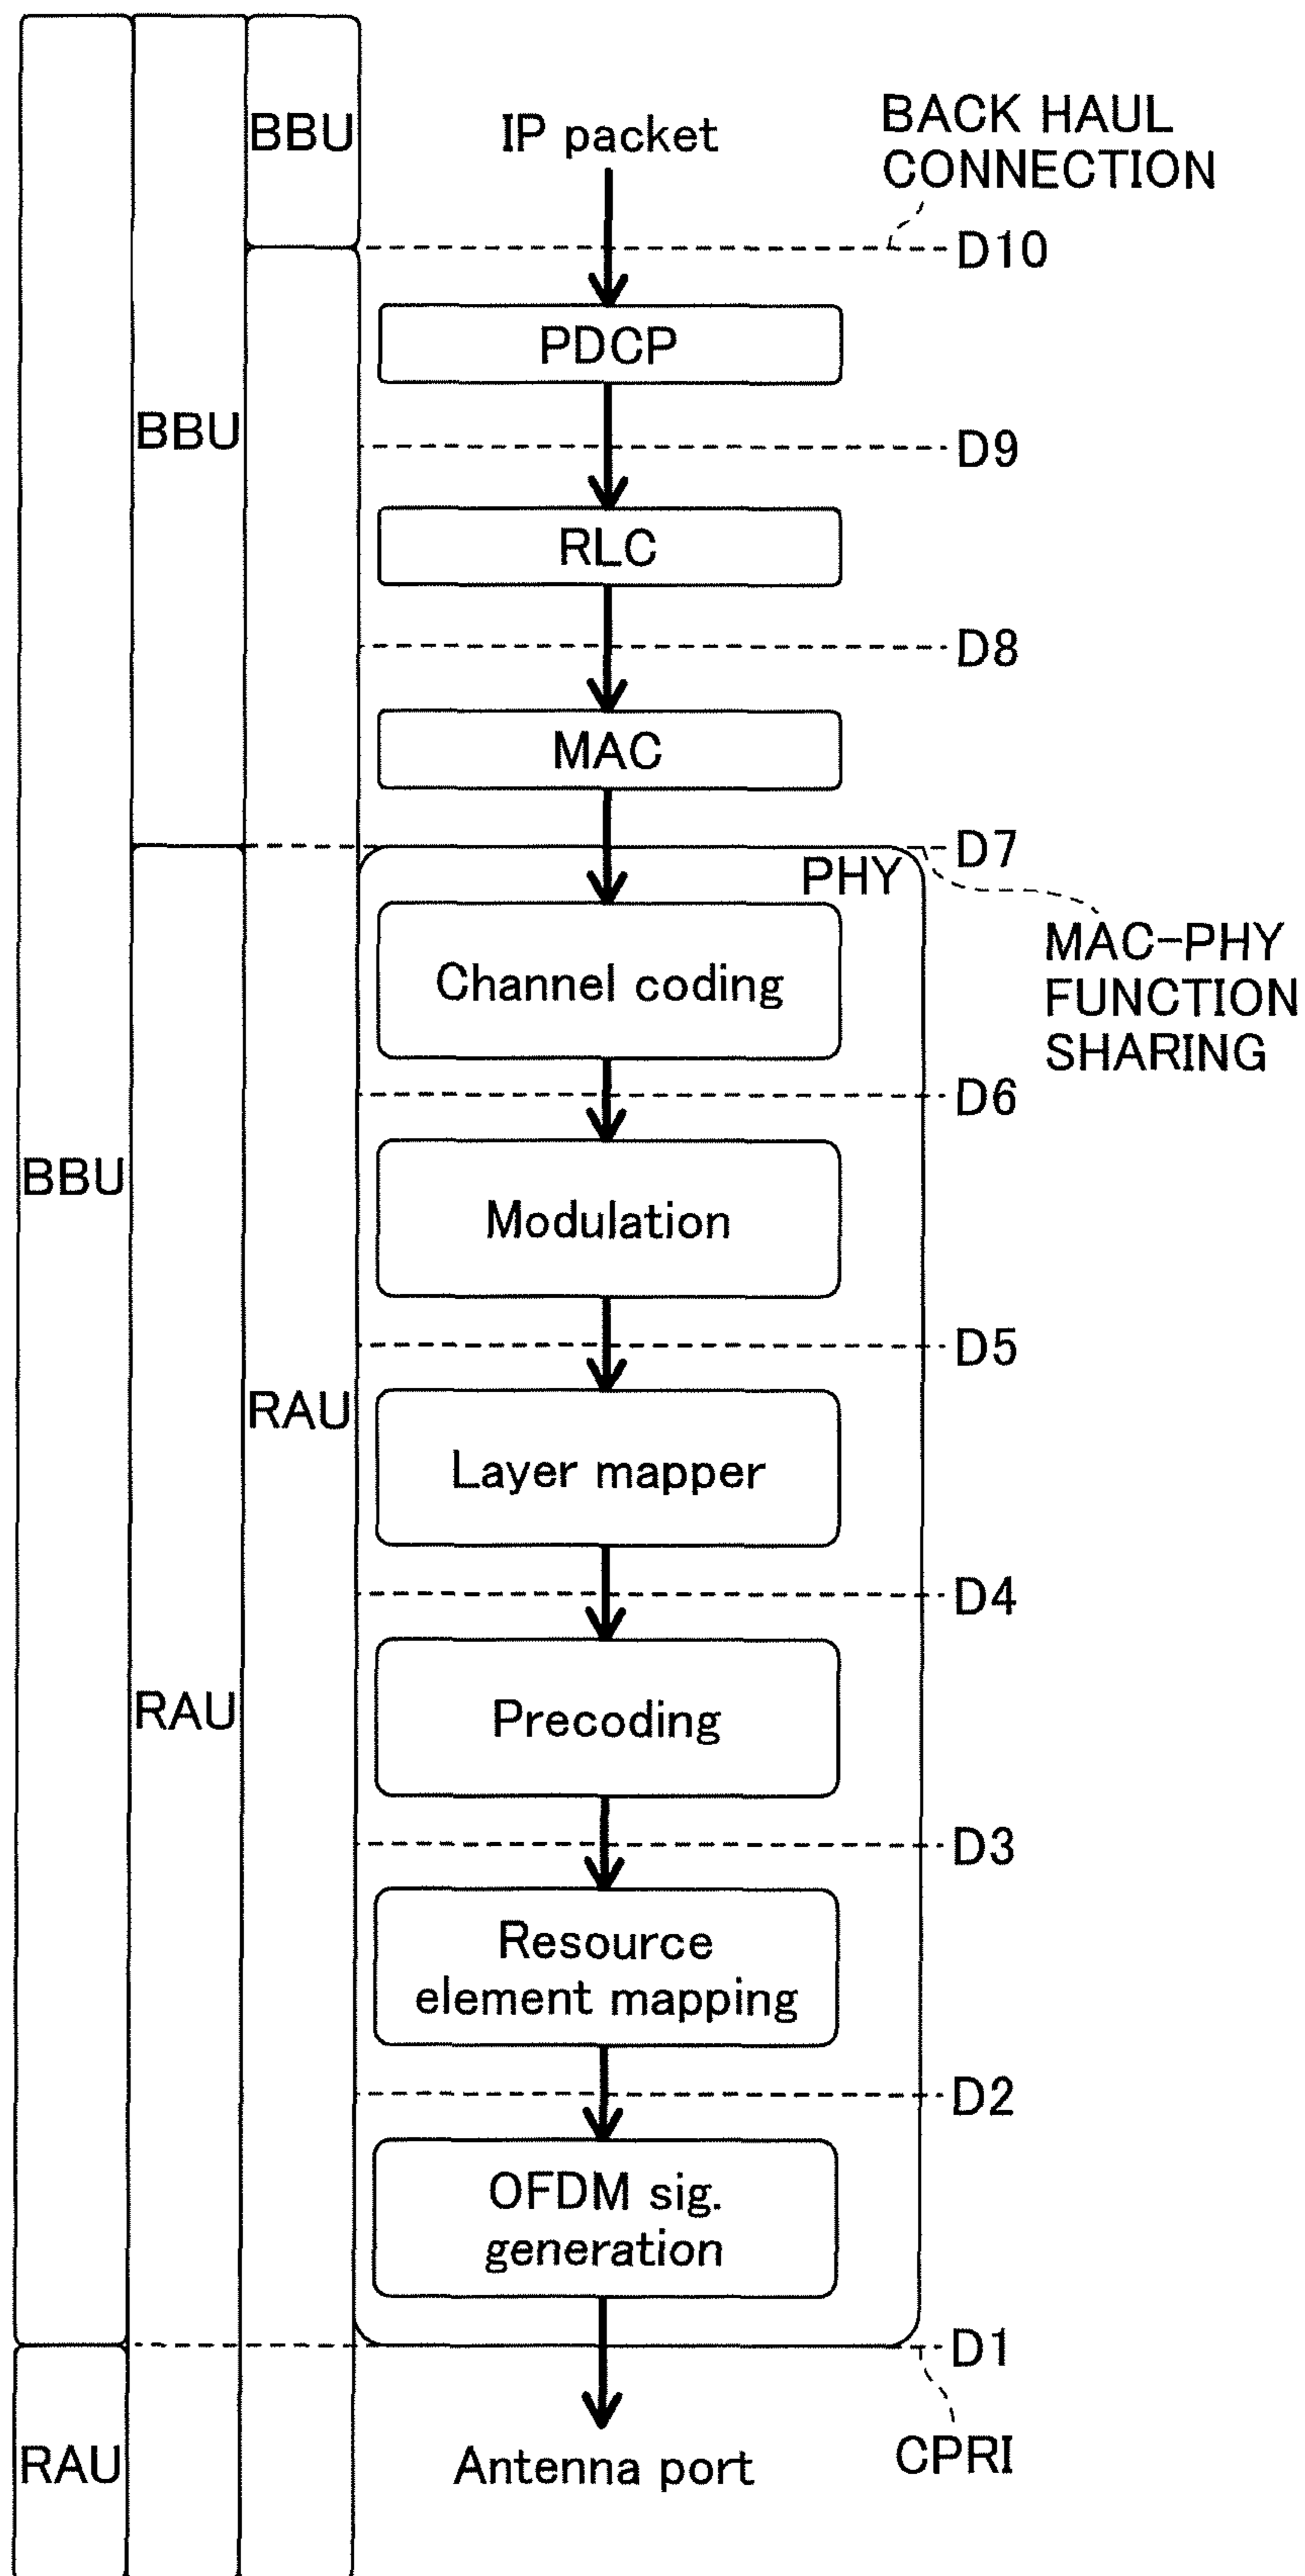 BBU
IP packet
BACK HAUL
CONNECTION
D10
PDCP
BBU
D9
RLC
D8
MAC
D7
PHY
MAC-PHY
FUNCTION
SHARING
Channel coding
D6
BBU
Modulation
D5
RAU
Layer mapper
D4
RAU
Precoding
D3
Resource
element mapping
D2
OFDM sig.
generation
D1
CPRI
RAU
Antenna port